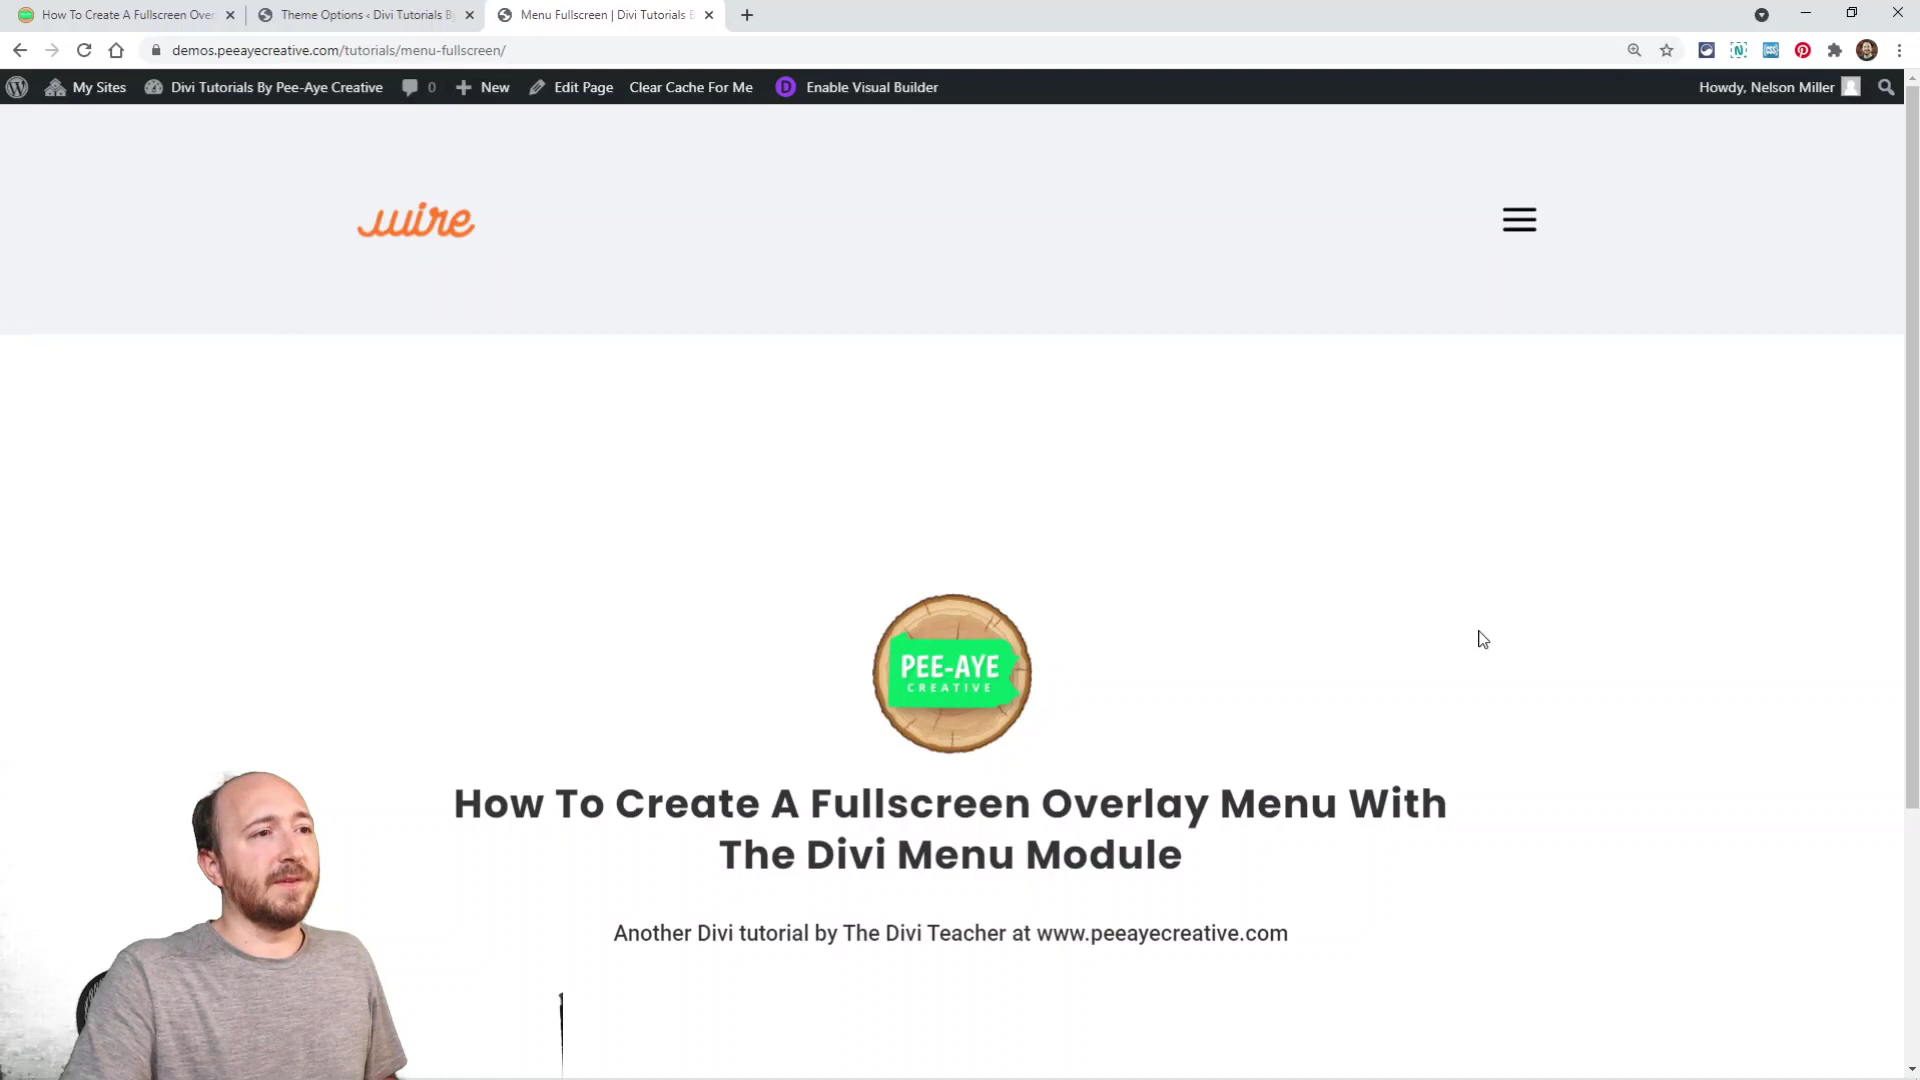 How To Create A Fullscreen Over
Theme Options ‹ Divi Tutorials B
Menu Fullscreen | Divi Tutorials B
demos.peeayecreative.com/tutorials/menu-fullscreen/
My Sites
Divi Tutorials By Pee-Aye Creative
0
New
Edit Page
Clear Cache For Me
D
Enable Visual Builder
Howdy, Nelson Miller
wire
PEE-AYE
CREATIVE
How To Create A Fullscreen Overlay Menu With
The Divi Menu Module
Another Divi tutorial by The Divi Teacher at www.peeayecreative.com